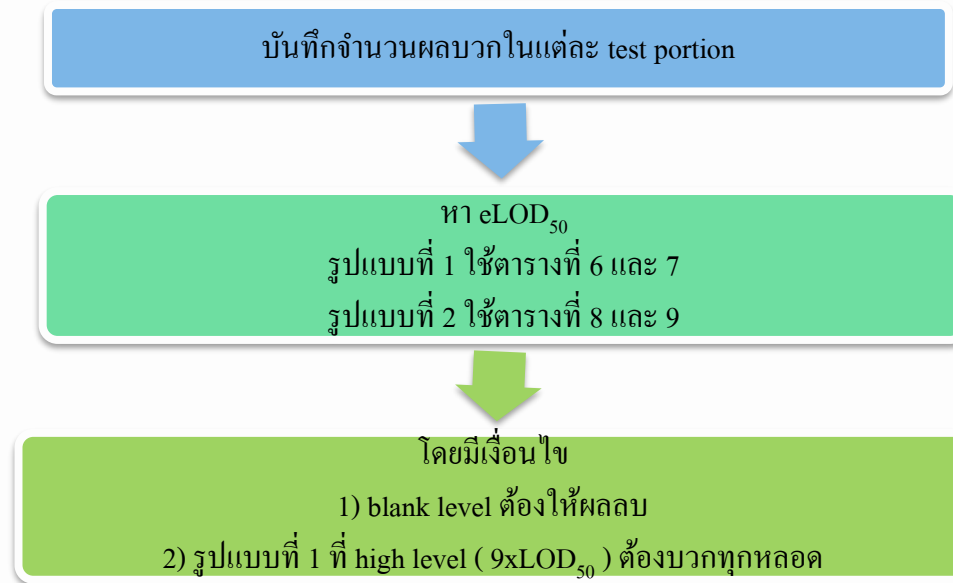 บันทึกจำนวนผลบวกในแต่ละ test portion
หา eLOD₅₀
รูปแบบที่ 1 ใช้ตารางที่ 6 และ 7
รูปแบบที่ 2 ใช้ตารางที่ 8 และ 9
โดยมีเงื่อนไข
1) blank level ต้องให้ผลลบ
2) รูปแบบที่ 1 ที่ high level ( 9xLOD₅₀ ) ต้องบวกทุกหลอด